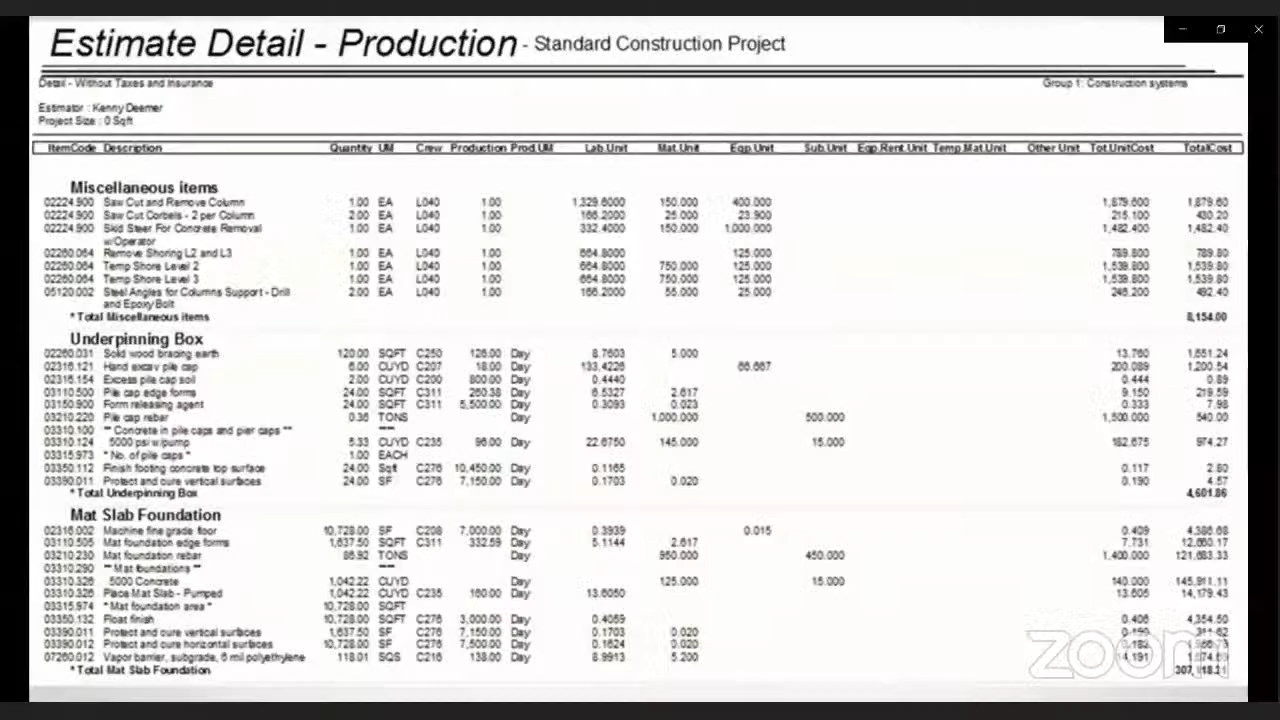 Estimate Detail - Production - Standard Construction Project
Detail - Without Taxes and Insurance Group 1: Construction systems
Estimator : Kenny Deemer
Project Size : 0 Sqft
ItemCode Description Quantity UM Crew Production Prod.UM Lab.Unit Mat.Unit Eqp.Unit Sub.Unit Eqp.Rent.Unit Temp.Mat.Unit Other Unit Tot.UnitCost TotalCost
Miscellaneous items
02224.900 Saw Cut and Remove Column 1.00 EA L040 1.00 1,329.6000 150.000 400.000 1,879.600 1,879.60
02224.900 Saw Cut Corbels - 2 per Column 2.00 EA L040 1.00 166.2000 25.000 23.900 215.100 430.20
02224.900 Skid Steer For Concrete Removal 1.00 EA L040 1.00 332.4000 150.000 1,000.000 1,482.400 1,482.40
w/Operator
02260.064 Remove Shoring L2 and L3 1.00 EA L040 1.00 664.8000 125.000 789.800 789.80
02260.064 Temp Shore Level 2 1.00 EA L040 1.00 664.8000 750.000 125.000 1,539.800 1,539.80
02260.064 Temp Shore Level 3 1.00 EA L040 1.00 664.8000 750.000 125.000 1,539.800 1,539.80
05120.002 Steel Angles for Columns Support - Drill 2.00 EA L040 1.00 166.2000 55.000 25.000 246.200 492.40
and Epoxy Bolt
* Total Miscellaneous items 8,154.00
Underpinning Box
02260.031 Solid wood bracing earth 120.00 SQFT C250 126.00 Day 8.7603 5.000 13.760 1,651.24
02316.121 Hand excav pile cap 6.00 CUYD C207 18.00 Day 133.4226 66.667 200.089 1,200.54
02316.154 Excess pile cap soil 2.00 CUYD C200 800.00 Day 0.4440 0.444 0.89
03110.500 Pile cap edge forms 24.00 SQFT C311 260.38 Day 6.5327 2.617 9.150 219.59
03150.900 Form releasing agent 24.00 SQFT C311 5,500.00 Day 0.3093 0.023 0.333 7.98
03210.220 Pile cap rebar 0.36 TONS Day 1,000.000 500.000 1,500.000 540.00
03310.100 ** Concrete in pile caps and pier caps ** ****
03310.124 5000 psi w/pump 5.33 CUYD C235 96.00 Day 22.6750 145.000 15.000 182.675 974.27
03315.973 * No. of pile caps * 1.00 EACH
03350.112 Finish footing concrete top surface 24.00 Sqft C276 10,450.00 Day 0.1165 0.117 2.80
03390.011 Protect and cure vertical surfaces 24.00 SF C276 7,150.00 Day 0.1703 0.020 0.190 4.57
* Total Underpinning Box 4,601.86
Mat Slab Foundation
02316.002 Machine fine grade floor 10,728.00 SF C208 7,000.00 Day 0.3939 0.015 0.409 4,386.68
03110.505 Mat foundation edge forms 1,637.50 SQFT C311 332.59 Day 5.1144 2.617 7.731 12,660.17
03210.230 Mat foundation rebar 86.92 TONS Day 950.000 450.000 1,400.000 121,683.33
03310.290 ** Mat foundations ** ****
03310.326 5000 Concrete 1,042.22 CUYD Day 125.000 15.000 140.000 145,911.11
03310.326 Place Mat Slab - Pumped 1,042.22 CUYD C235 160.00 Day 13.6050 13.605 14,179.43
03315.974 * Mat foundation area * 10,728.00 SQFT
03350.132 Float finish 10,728.00 SQFT C276 3,000.00 Day 0.4059 0.406 4,354.50
03390.011 Protect and cure vertical surfaces 1,637.50 SF C276 7,150.00 Day 0.1703 0.020 0.190 311.62
03390.012 Protect and cure horizontal surfaces 10,728.00 SF C276 7,500.00 Day 0.1624 0.020 0.182
07260.012 Vapor barrier, subgrade, 6 mil polyethylene 118.01 SQS C216 138.00 Day 8.9913 5.200
* Total Mat Slab Foundation 307,118.21
zoom